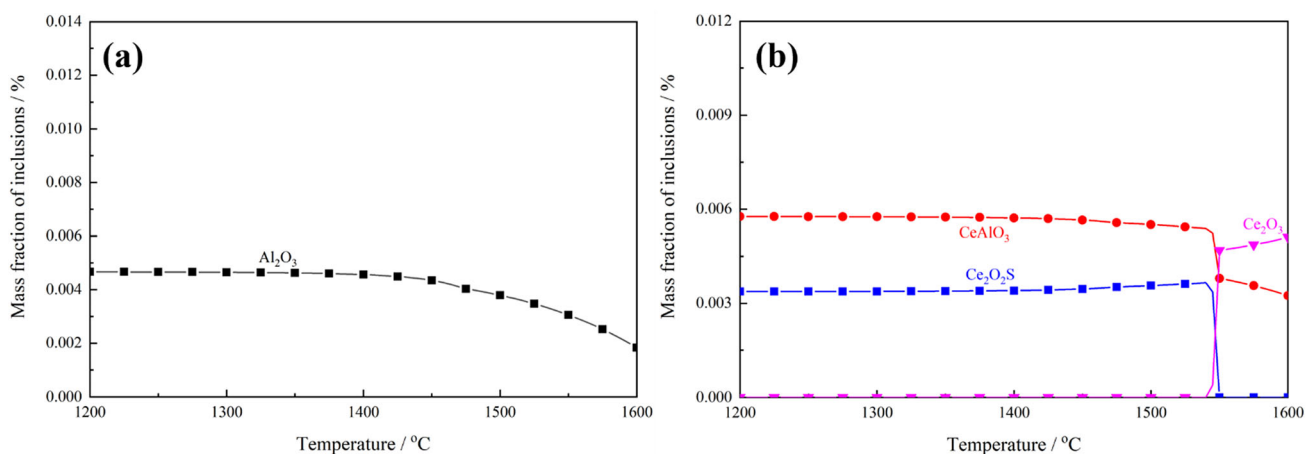 (a)
Mass fraction of inclusions / %
0.014
0.012
0.010
0.008
0.006
0.004
0.002
0.000
Al₂O₃
1200
1300
1400
1500
1600
Temperature / °C
(b)
Mass fraction of inclusions / %
0.012
0.009
0.006
0.003
0.000
CeAlO₃
Ce₂O₂S
Ce₂O₃
1200
1300
1400
1500
1600
Temperature / °C